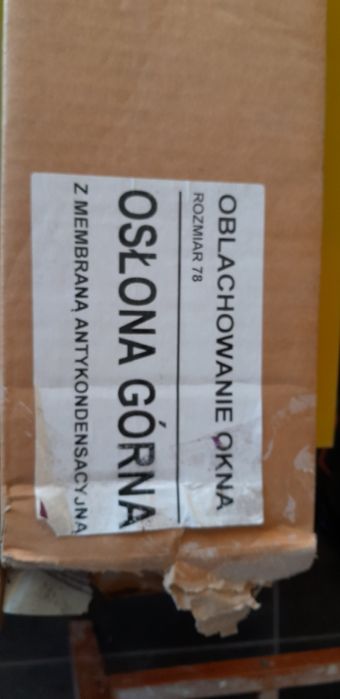 OBLACHOWANIE OKNA
ROZMIAR 78
OSŁONA GÓRNA
Z MEMBRANĄ ANTYKONDENSACYJNĄ